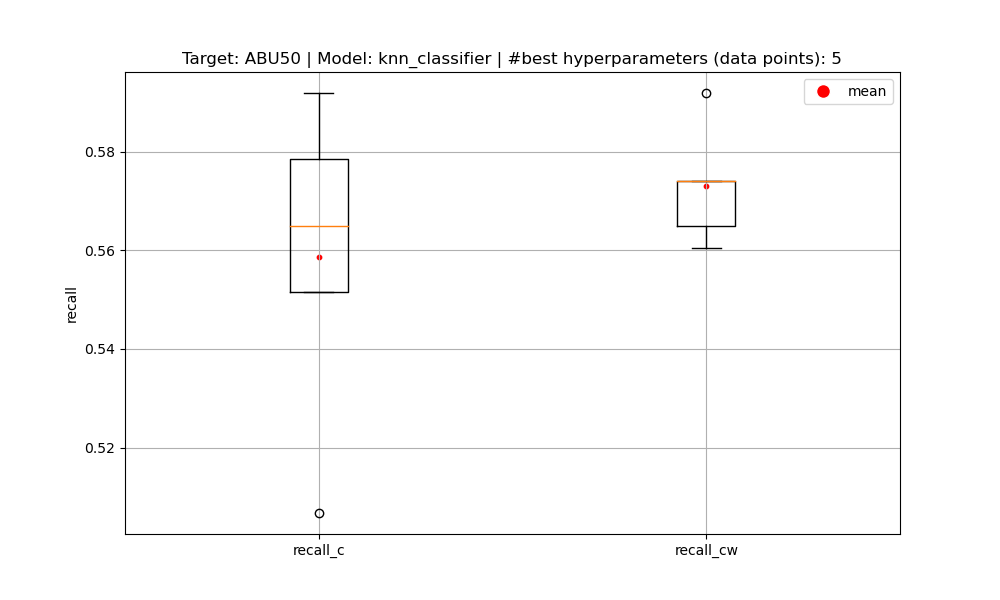 Target: ABU50 | Model: knn_classifier | #best hyperparameters (data points): 5
mean
0.58
0.56
0.54
0.52
recall
recall_c
recall_cw